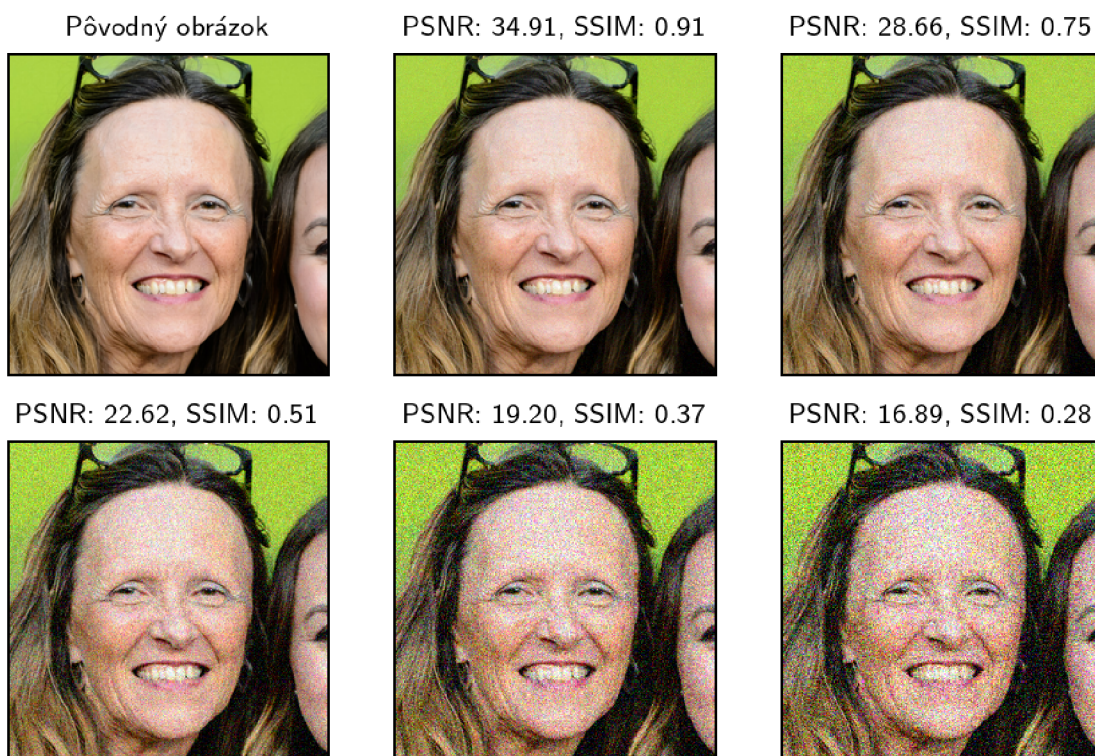 Pôvodný obrázok
PSNR: 34.91, SSIM: 0.91
PSNR: 28.66, SSIM: 0.75
PSNR: 22.62, SSIM: 0.51
PSNR: 19.20, SSIM: 0.37
PSNR: 16.89, SSIM: 0.28